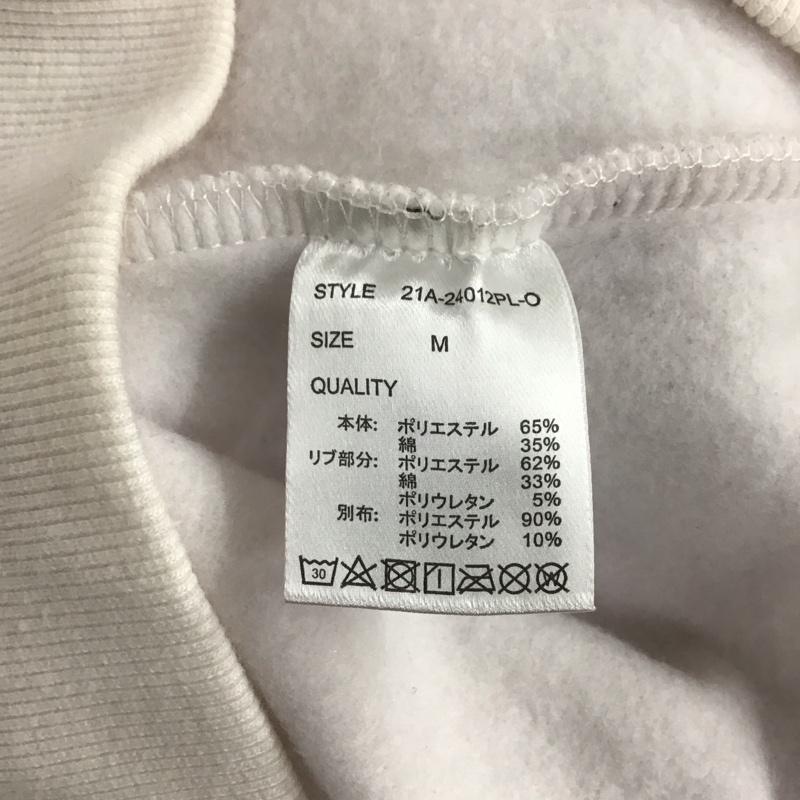 STYLE 21A-24012PL-O
SIZE M
QUALITY
本体: ポリエステル 65%
綿 35%
リブ部分: ポリエステル 62%
綿 33%
ポリウレタン 5%
別布: ポリエステル 90%
ポリウレタン 10%
30 W